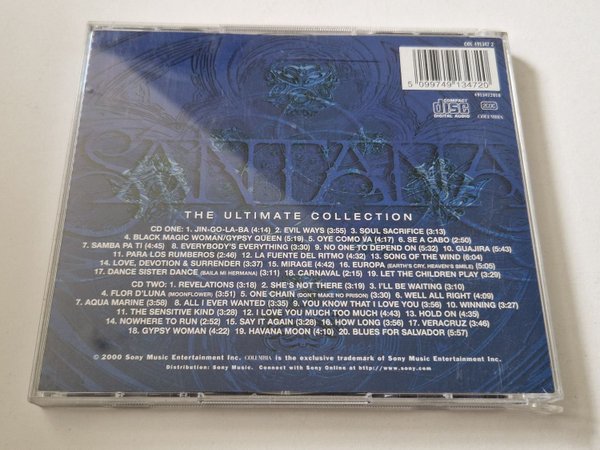 COL 491347 2
5 099749 134720
4913472000
COMPACT
disc
DIGITAL AUDIO
COLUMBIA
SANTANA
THE ULTIMATE COLLECTION
CD ONE: 1. JIN-GO-LA-BA (4:14) 2. EVIL WAYS (3:55) 3. SOUL SACRIFICE (3:13)
4. BLACK MAGIC WOMAN/GYPSY QUEEN (5:19) 5. OYE COMO VA (4:17) 6. SE A CABO (2:50)
7. SAMBA PA TI (4:45) 8. EVERYBODY'S EVERYTHING (3:30) 9. NO ONE TO DEPEND ON (5:32) 10. GUAJIRA (5:43)
11. PARA LOS RUMBEROS (2:46) 12. LA FUENTE DEL RITMO (4:32) 13. SONG OF THE WIND (6:04)
14. LOVE, DEVOTION & SURRENDER (3:37) 15. MIRAGE (4:42) 16. EUROPA (EARTH'S CRY, HEAVEN'S SMILE) (5:05)
17. DANCE SISTER DANCE (BAILA MI HERMANA) (3:11) 18. CARNAVAL (2:15) 19. LET THE CHILDREN PLAY (3:29)
CD TWO: 1. REVELATIONS (3:18) 2. SHE'S NOT THERE (3:19) 3. I'LL BE WAITING (3:10)
4. FLOR D'LUNA (MOONFLOWER) (3:51) 5. ONE CHAIN (DON'T MAKE NO PRISON) (3:30) 6. WELL ALL RIGHT (4:09)
7. AQUA MARINE (3:58) 8. ALL I EVER WANTED (3:35) 9. YOU KNOW THAT I LOVE YOU (3:52) 10. WINNING (3:27)
11. THE SENSITIVE KIND (3:28) 12. I LOVE YOU MUCH TOO MUCH (4:42) 13. HOLD ON (4:35)
14. NOWHERE TO RUN (2:52) 15. SAY IT AGAIN (3:28) 16. HOW LONG (3:56) 17. VERACRUZ (3:46)
18. GYPSY WOMAN (4:22) 19. HAVANA MOON (4:10) 20. BLUES FOR SALVADOR (5:57)
© 2000 Sony Music Entertainment Inc. COLUMBIA is the exclusive trademark of Sony Music Entertainment Inc.
Distribution: Sony Music. Connect with Sony Online at http://www.sonymusic.com